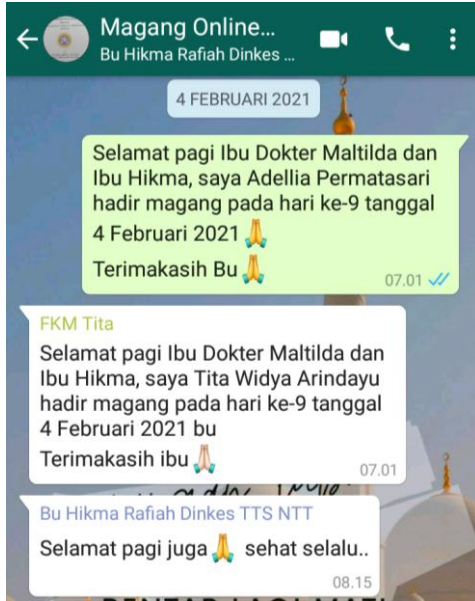 Magang Online...
Bu Hikma Rafiah Dinkes ...
4 FEBRUARI 2021
Selamat pagi Ibu Dokter Maltilda dan
Ibu Hikma, saya Adellia Permatasari
hadir magang pada hari ke-9 tanggal
4 Februari 2021🙏
Terimakasih Bu🙏
07.01
FKM Tita
Selamat pagi Ibu Dokter Maltilda dan
Ibu Hikma, saya Tita Widya Arindayu
hadir magang pada hari ke-9 tanggal
4 Februari 2021 bu
Terimakasih ibu🙏🏻
07.01
Bu Hikma Rafiah Dinkes TTS NTT
Selamat pagi juga🙏 sehat selalu..
08.15